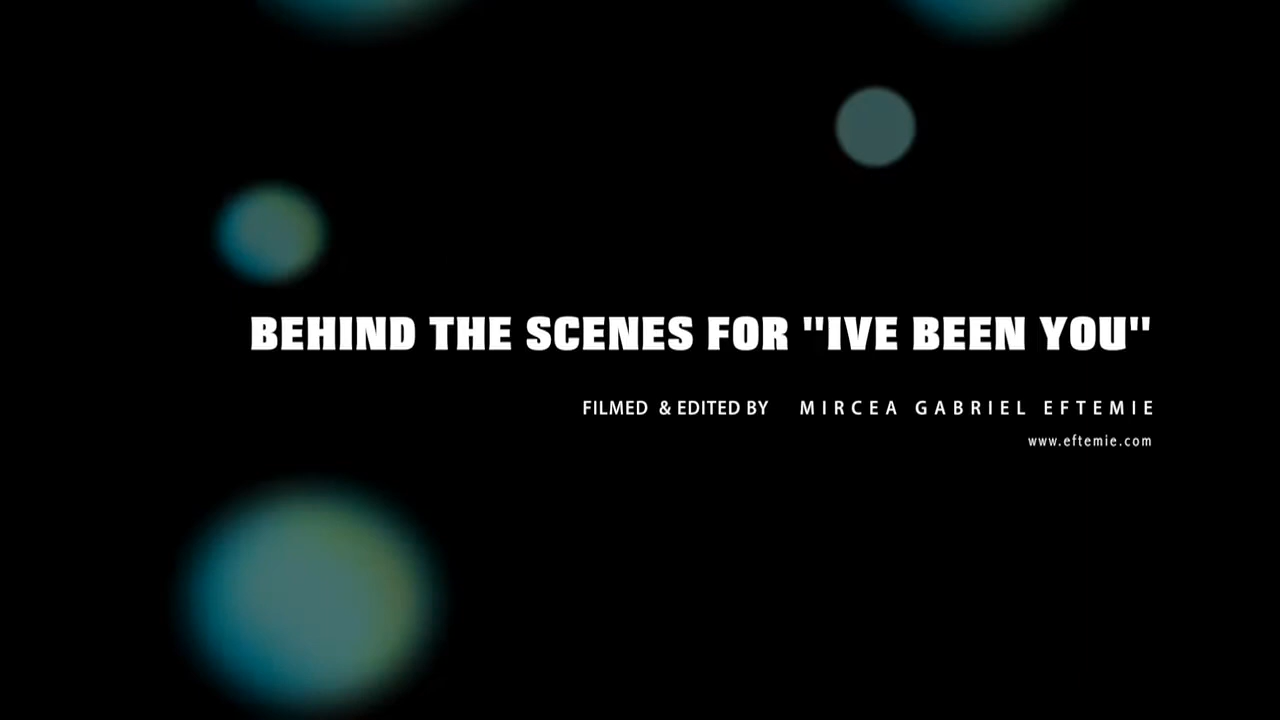 BEHIND THE SCENES FOR "IVE BEEN YOU"
FILMED & EDITED BY MIRCEA GABRIEL EFTEMIE
www.eftemie.com